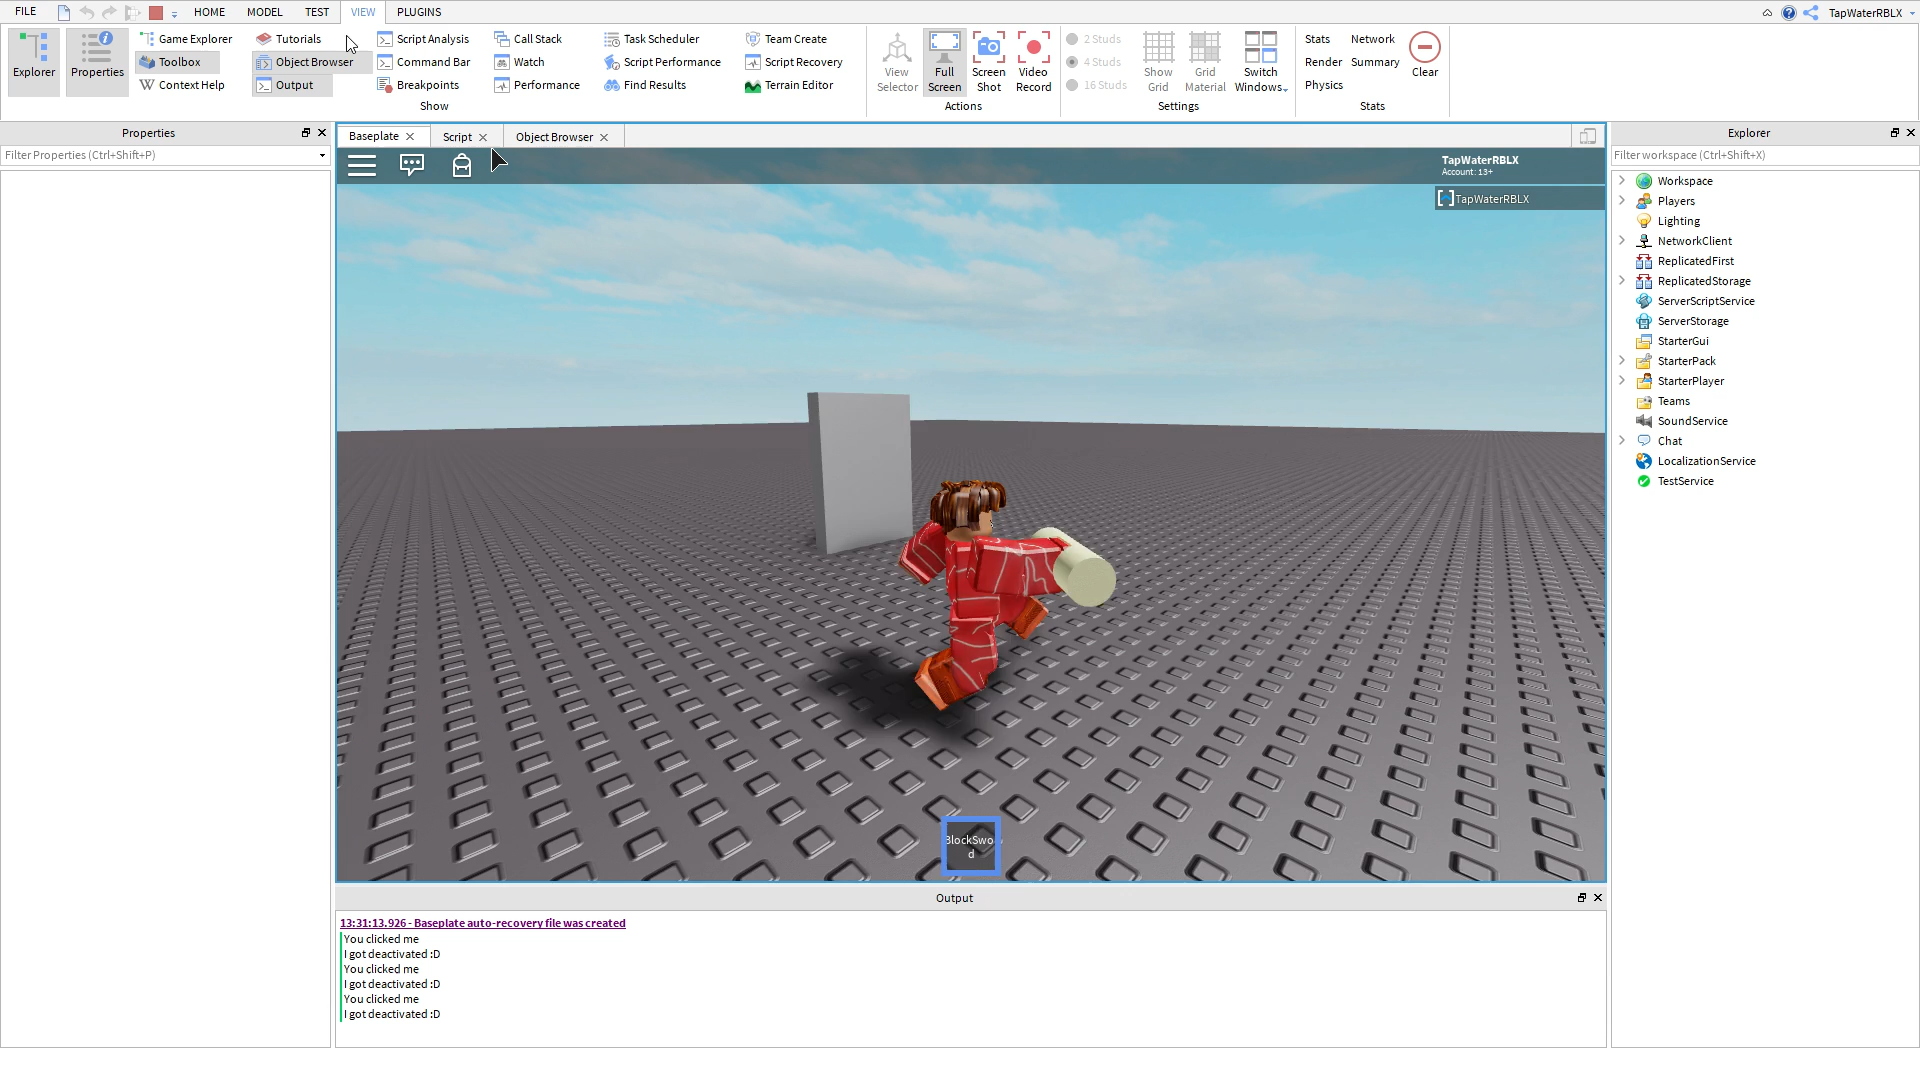 FILE
HOME
MODEL
TEST
VIEW
PLUGINS
TapWaterRBLX
Explorer
Properties
Game Explorer
Toolbox
Context Help
Tutorials
Object Browser
Output
Script Analysis
Command Bar
Breakpoints
Call Stack
Watch
Performance
Task Scheduler
Script Performance
Find Results
Team Create
Script Recovery
Terrain Editor
Show
View
Selector
Full
Screen
Screen
Shot
Video
Record
Actions
2 Studs
4 Studs
16 Studs
Show
Grid
Grid
Material
Switch
Windows
Settings
Stats
Network
Render
Summary
Physics
Clear
Stats
Properties
Filter Properties (Ctrl+Shift+P)
Baseplate
Script
Object Browser
TapWaterRBLX
Account: 13+
TapWaterRBLX
BlockSwo
d
Output
13:31:13.926 - Baseplate auto-recovery file was created
You clicked me
I got deactivated :D
You clicked me
I got deactivated :D
You clicked me
I got deactivated :D
Explorer
Filter workspace (Ctrl+Shift+X)
Workspace
Players
Lighting
NetworkClient
ReplicatedFirst
ReplicatedStorage
ServerScriptService
ServerStorage
StarterGui
StarterPack
StarterPlayer
Teams
SoundService
Chat
LocalizationService
TestService